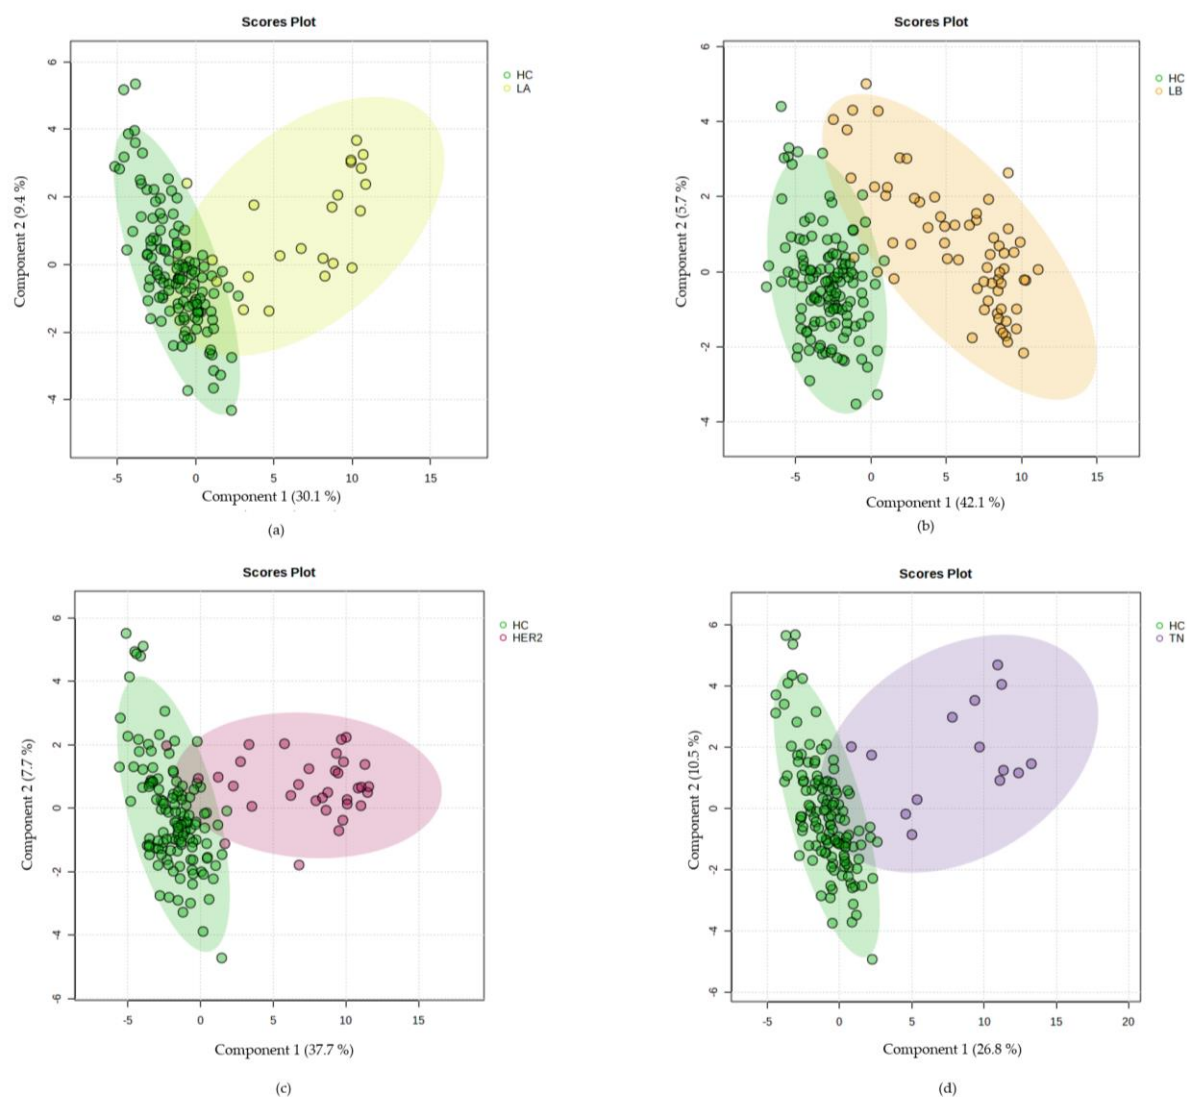 Scores Plot
6
4
2
0
-2
-4
Component 2 (9.4 %)
-5 0 5 10 15
Component 1 (30.1 %)
HC
LA
(a)
Scores Plot
6
4
2
0
-2
-4
Component 2 (5.7 %)
-5 0 5 10 15
Component 1 (42.1 %)
HC
LB
(b)
Scores Plot
6
4
2
0
-2
-4
-6
Component 2 (7.7 %)
-5 0 5 10 15
Component 1 (37.7 %)
HC
HER2
(c)
Scores Plot
6
4
2
0
-2
-4
-6
Component 2 (10.5 %)
-5 0 5 10 15 20
Component 1 (26.8 %)
HC
TN
(d)